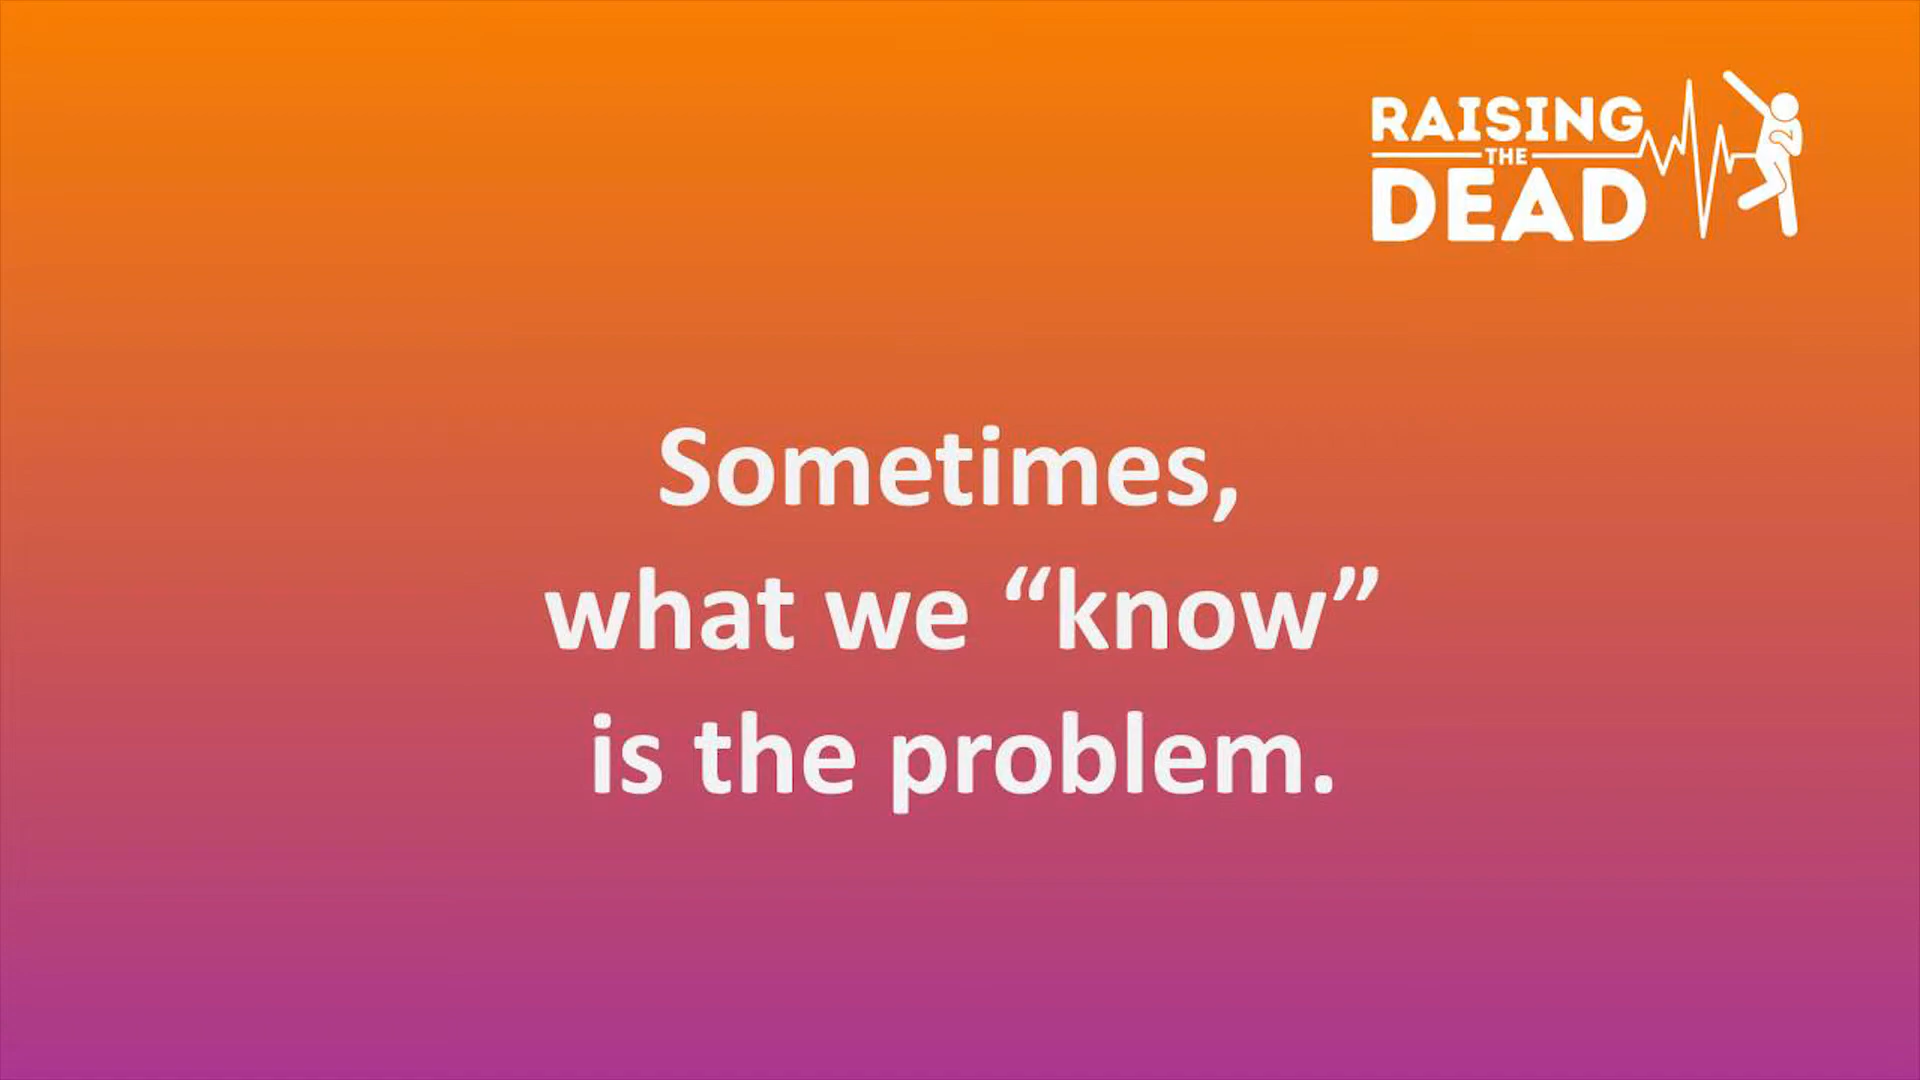 RAISING
THE
DEAD
Sometimes,
what we “know”
is the problem.